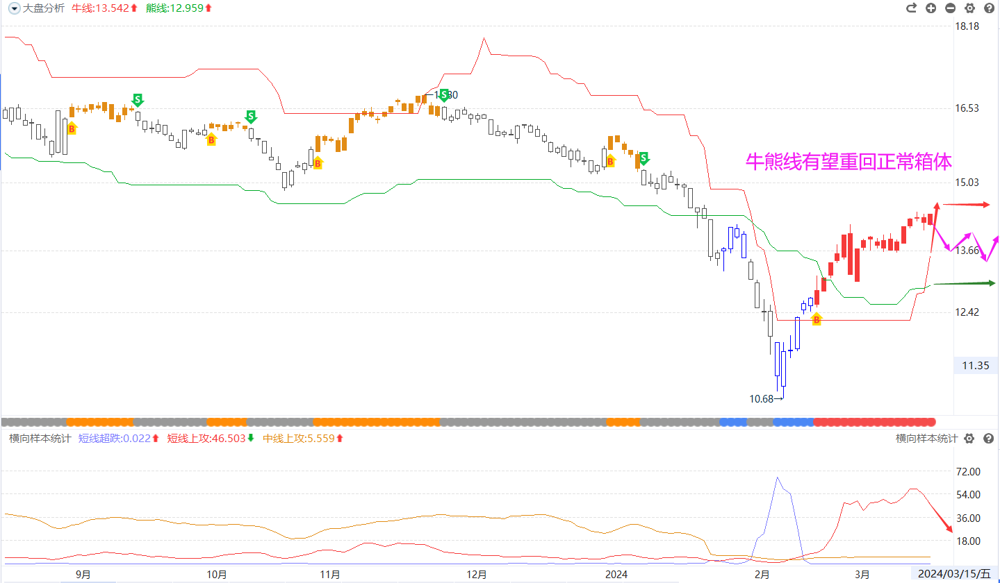 大盘分析 牛线:13.542 熊线:12.959
18.18
S
16.80
S
16.53
S
B
B
S
B
B
牛熊线有望重回正常箱体
15.03
13.66
12.42
B
11.35
10.68
横向样本统计 短线超跌:0.022 短线上攻:46.503 中线上攻:5.559 横向样本统计
72.00
54.00
36.00
18.00
9月 10月 11月 12月 2024 2月 3月 2024/03/15/五